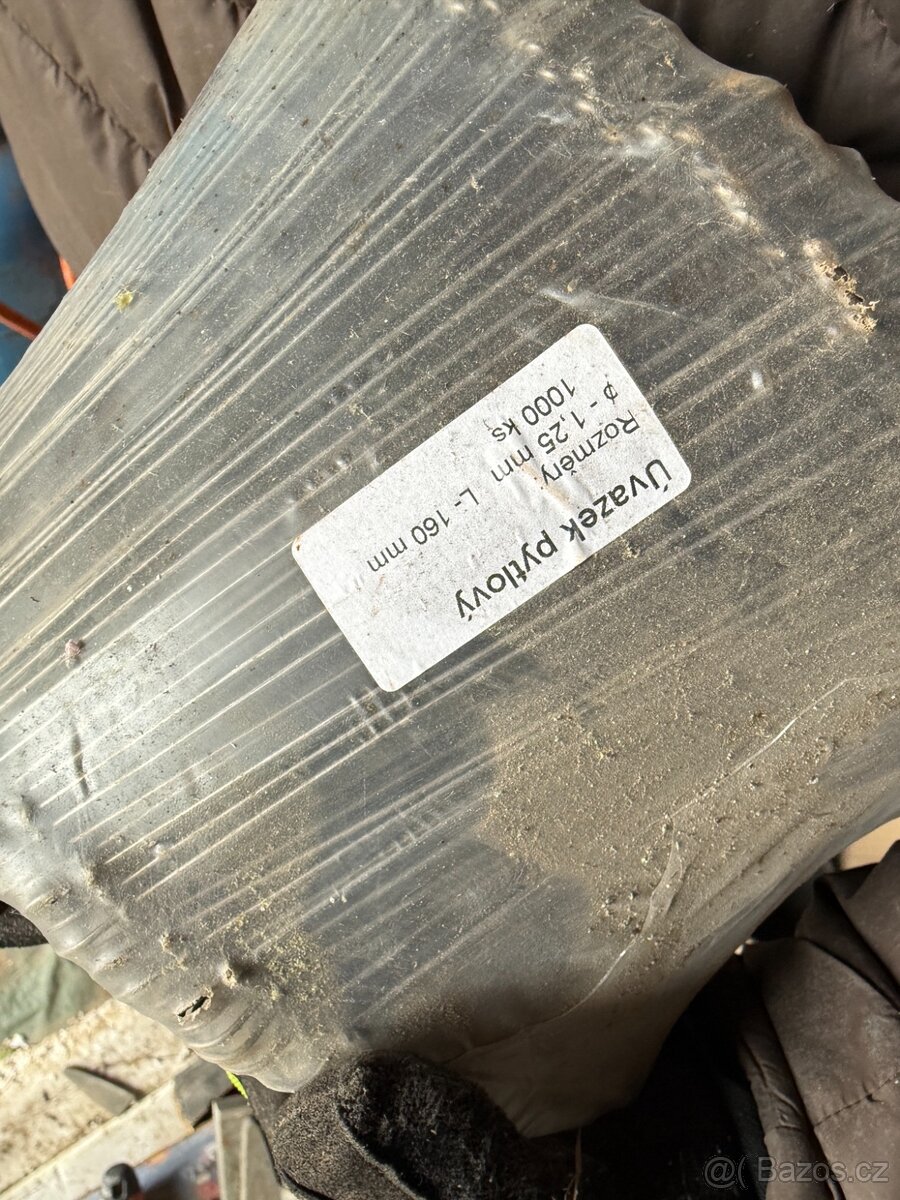 Úvazek pytlový
Rozměry
ø - 1,25 mm L- 160 mm
1000 ks
@( Bazos.cz